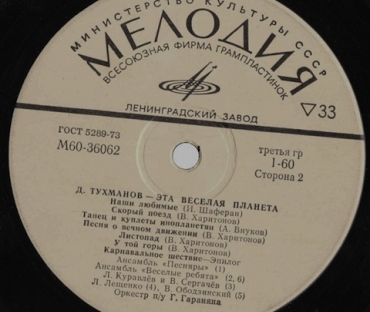 МИНИСТЕРСТВО КУЛЬТУРЫ СССР
МЕЛОДИЯ
ВСЕСОЮЗНАЯ ФИРМА ГРАМПЛАСТИНОК
ЛЕНИНГРАДСКИЙ ЗАВОД
▽33
ГОСТ 5289-73
М60-36062
третья гр
1-60
Сторона 2
Д. ТУХМАНОВ — ЭТА ВЕСЕЛАЯ ПЛАНЕТА
Наши любимые (И. Шаферан)
Скорый поезд (В. Харитонов)
Танец и куплеты инопланетян (А. Внуков)
Песня о вечном движении (В. Харитонов)
Листопад (В. Харитонов)
У той горы (В. Харитонов)
Карнавальное шествие—Эпилог
Ансамбль «Песняры» (1)
Ансамбль «Веселые ребята» (2, 6)
Л. Куравлёв и В. Сергачёв (3)
Л. Лещенко (4), В. Ободзинский (5)
Оркестр п/у Г. Гараняна